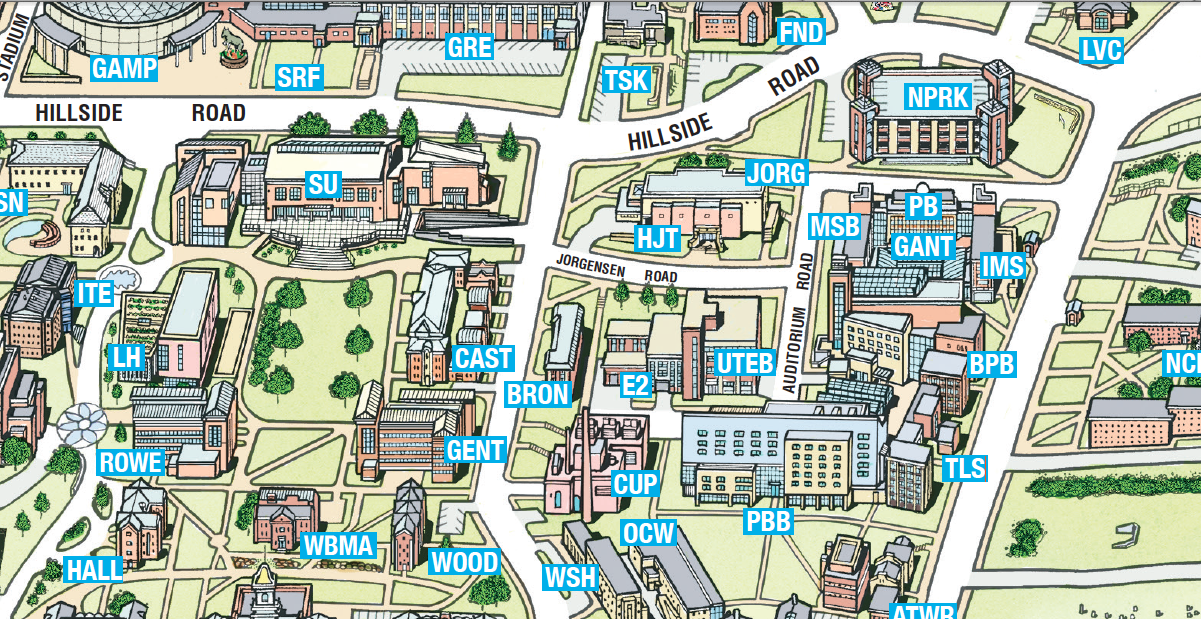 STADIUM
GAMP
SRF
GRE
TSK
FND
LVC
HILLSIDE ROAD
HILLSIDE ROAD
NPRK
SN
SU
JORG
HJT
MSB
PB
GANT
IMS
JORGENSEN ROAD
AUDITORIUM ROAD
ITE
LH
CAST
BRON
E2
UTEB
BPB
NCH
ROWE
GENT
CUP
TLS
PBB
OCW
WSH
WBMA
WOOD
HALL
ATWR